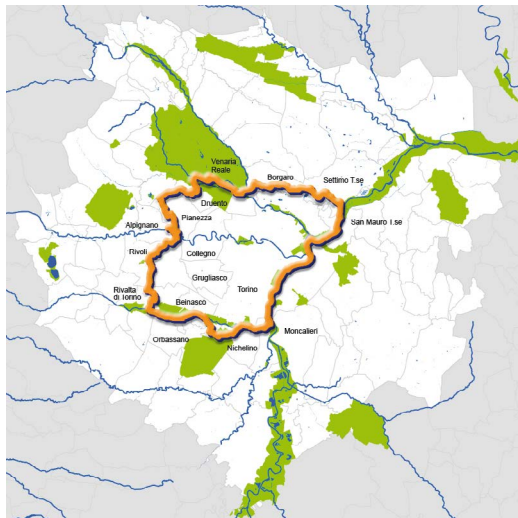 Venaria
Reale
Borgaro
Settimo T.se
Druento
Pianezza
Alpignano
San Mauro T.se
Rivoli
Collegno
Grugliasco
Torino
Rivalta
di Torino
Beinasco
Moncalieri
Orbassano
Nichelino